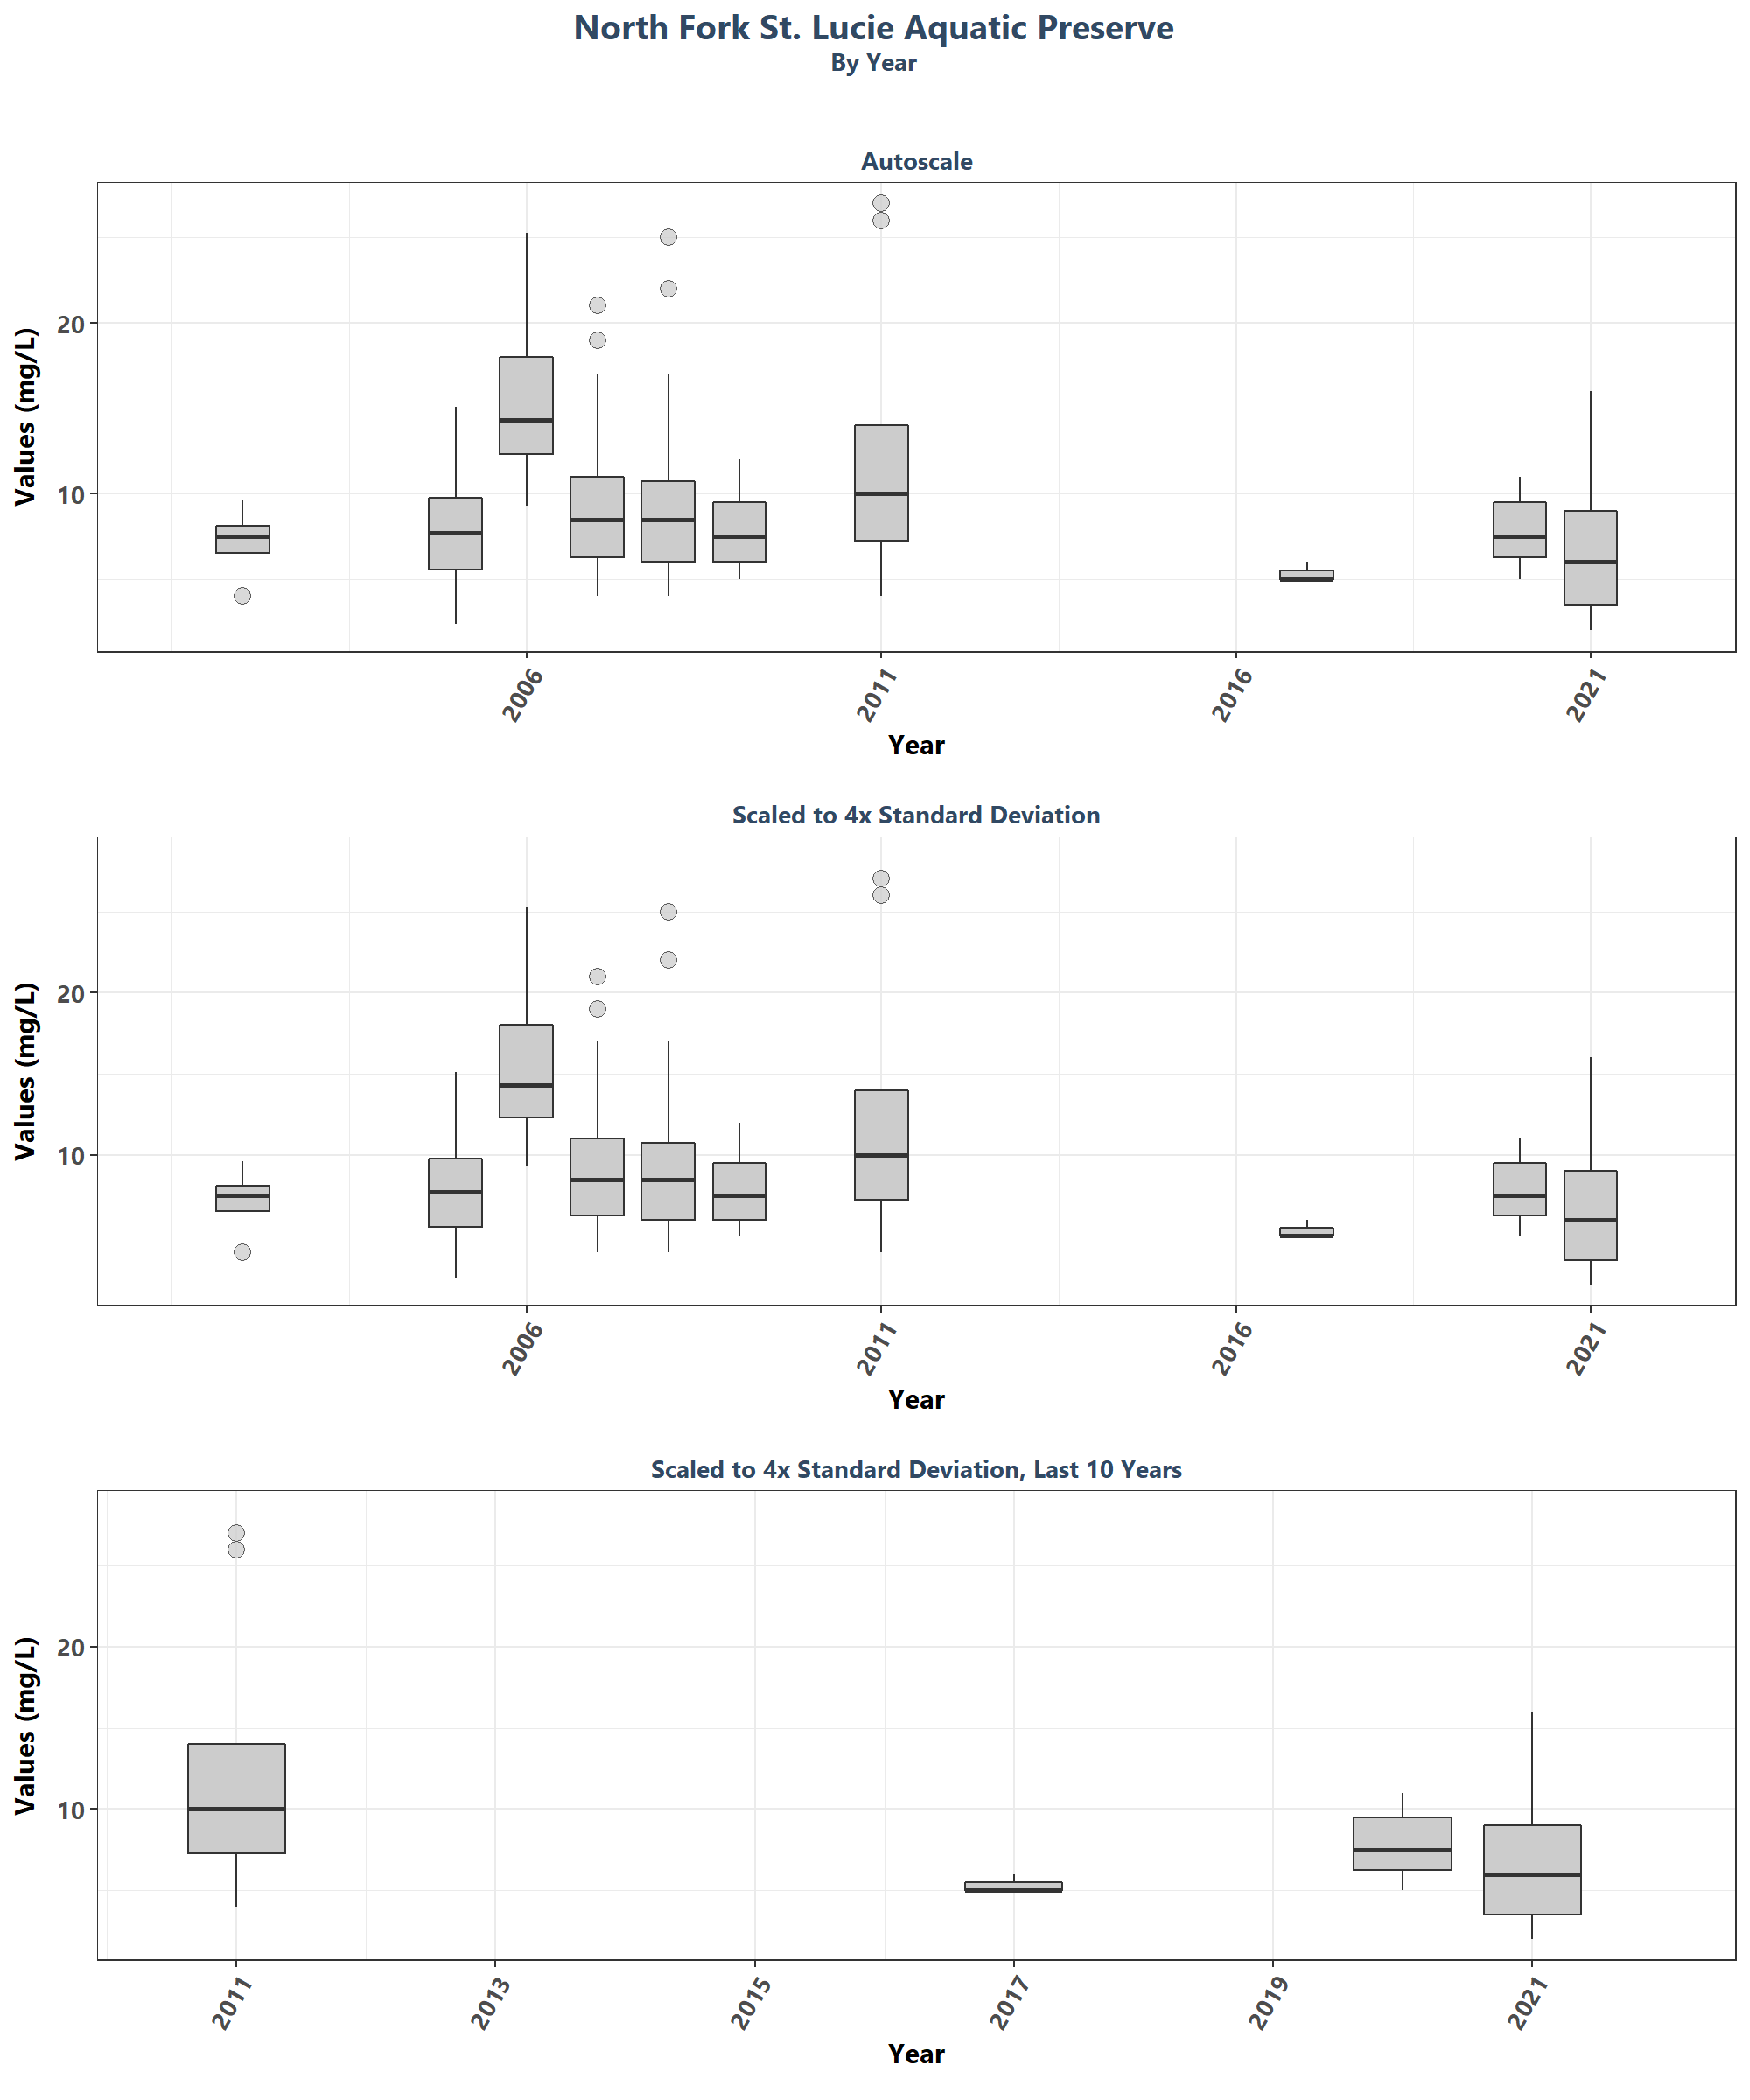 North Fork St. Lucie Aquatic Preserve
By Year
Autoscale
Values (mg/L)
20
10
2006
2011
2016
2021
Year
Scaled to 4x Standard Deviation
Values (mg/L)
20
10
2006
2011
2016
2021
Year
Scaled to 4x Standard Deviation, Last 10 Years
Values (mg/L)
20
10
2011
2013
2015
2017
2019
2021
Year